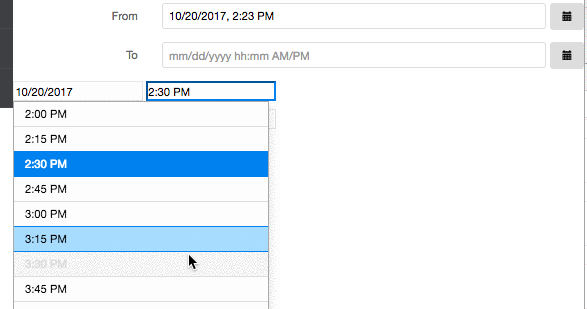 From 10/20/2017, 2:23 PM
To mm/dd/yyyy hh:mm AM/PM
10/20/2017 2:30 PM
2:00 PM
2:15 PM
2:30 PM
2:45 PM
3:00 PM
3:15 PM
3:30 PM
3:45 PM